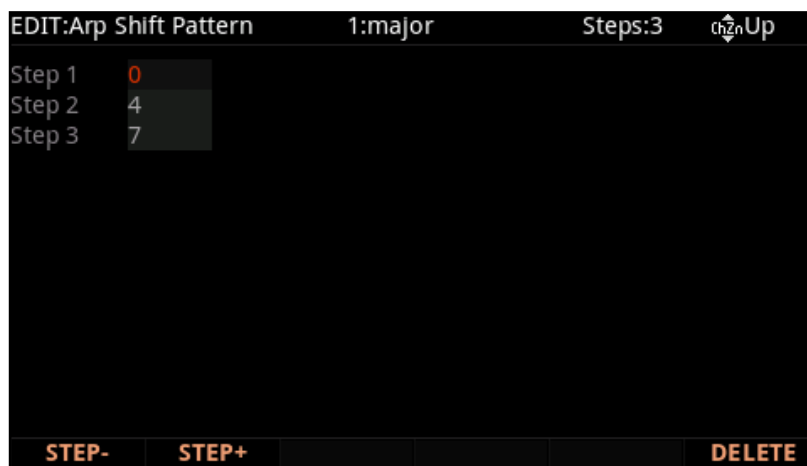 EDIT:Arp Shift Pattern 1:major Steps:3 ChZnUp
Step 1 0
Step 2 4
Step 3 7
STEP- STEP+ DELETE